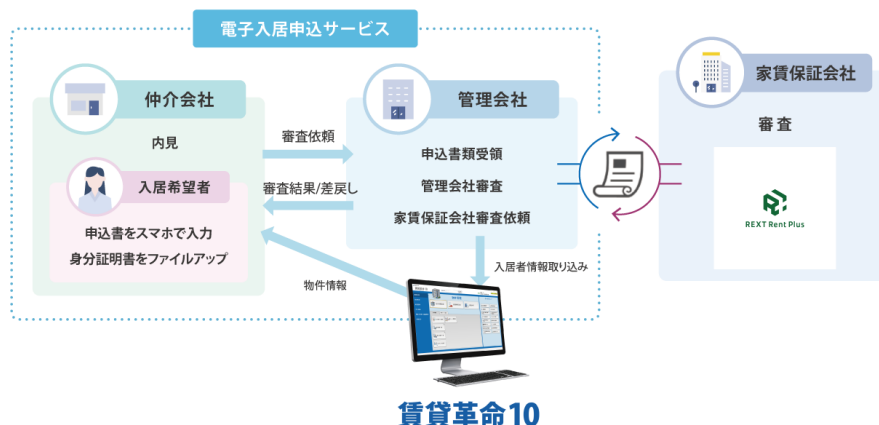 電子入居申込サービス
仲介会社
内見
入居希望者
申込書をスマホで入力
身分証明書をファイルアップ
審査依頼
審査結果/差戻し
物件情報
管理会社
申込書類受領
管理会社審査
家賃保証会社審査依頼
入居者情報取り込み
家賃保証会社
審査
REXT Rent Plus
賃貸革命10